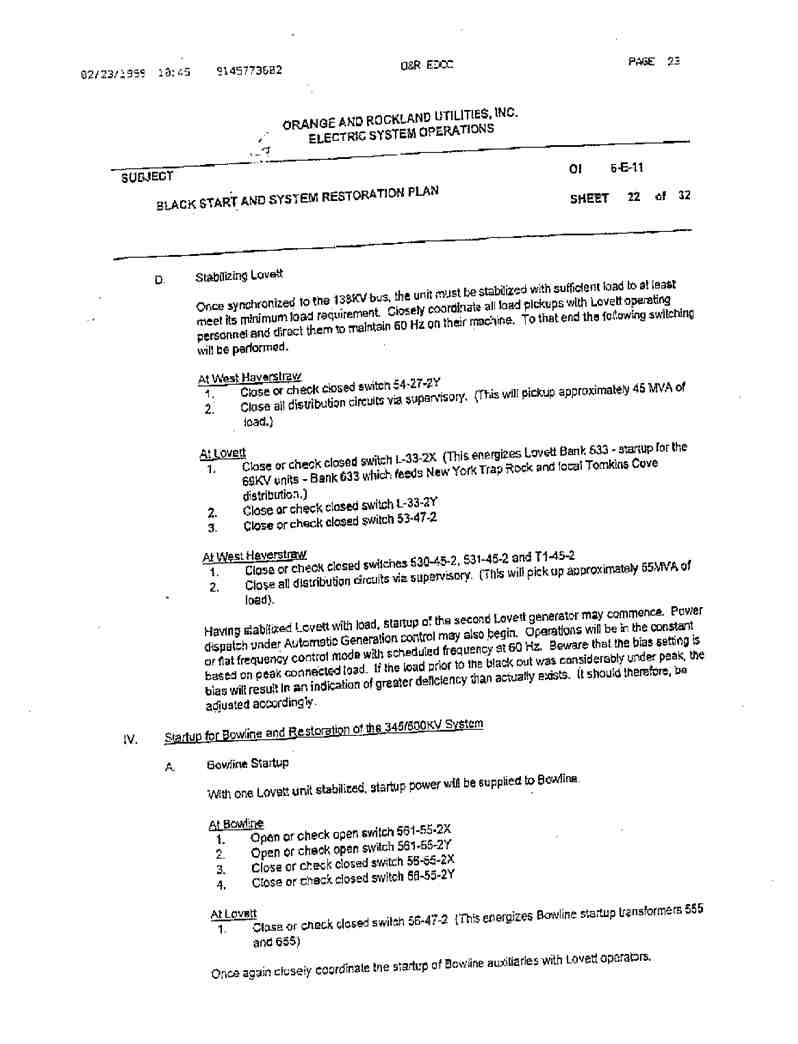 02/23/1999 10:45 9145773682 O&R EDCC PAGE 23
ORANGE AND ROCKLAND UTILITIES, INC.
ELECTRIC SYSTEM OPERATIONS
SUBJECT
OI 6-E-11
BLACK START AND SYSTEM RESTORATION PLAN
SHEET 22 of 32
D. Stabilizing Lovett
Once synchronized to the 138KV bus, the unit must be stabilized with sufficient load to at least
meet its minimum load requirement. Closely coordinate all load pickups with Lovett operating
personnel and direct them to maintain 60 Hz on their machine. To that end the following switching
will be performed.
At West Haverstraw
1. Close or check closed switch 54-27-2Y
2. Close all distribution circuits via supervisory. (This will pickup approximately 45 MVA of
load.)
At Lovett
1. Close or check closed switch L-33-2X (This energizes Lovett Bank 633 - startup for the
69KV units - Bank 633 which feeds New York Trap Rock and local Tomkins Cove
distribution.)
2. Close or check closed switch L-33-2Y
3. Close or check closed switch 53-47-2
At West Haverstraw
1. Close or check closed switches 530-45-2, 531-45-2 and T1-45-2
2. Close all distribution circuits via supervisory. (This will pick up approximately 65MVA of
load).
Having stabilized Lovett with load, startup of the second Lovett generator may commence. Power
dispatch under Automatic Generation control may also begin. Operations will be in the constant
or flat frequency control mode with scheduled frequency at 60 Hz. Beware that the bias setting is
based on peak connected load. If the load prior to the black out was considerably under peak, the
bias will result in an indication of greater deficiency than actually exists. It should therefore, be
adjusted accordingly.
IV. Startup for Bowline and Restoration of the 345/500KV System
A. Bowline Startup
With one Lovett unit stabilized, startup power will be supplied to Bowline.
At Bowline
1. Open or check open switch 561-55-2X
2. Open or check open switch 561-55-2Y
3. Close or check closed switch 56-55-2X
4. Close or check closed switch 56-55-2Y
At Lovett
1. Close or check closed switch 56-47-2 (This energizes Bowline startup transformers 555
and 655)
Once again closely coordinate the startup of Bowline auxiliaries with Lovett operators.